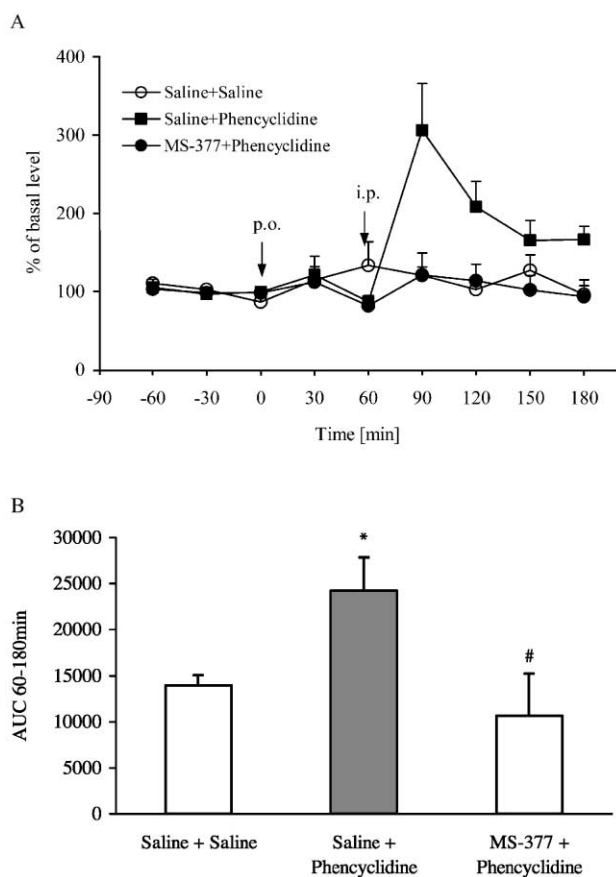 A
400
300
200
100
0
% of basal level
Saline+Saline
Saline+Phencyclidine
MS-377+Phencyclidine
p.o.
i.p.
-90 -60 -30 0 30 60 90 120 150 180
Time [min]
B
30000
25000
20000
15000
10000
5000
0
AUC 60-180min
*
#
Saline + Saline
Saline +
Phencyclidine
MS-377 +
Phencyclidine